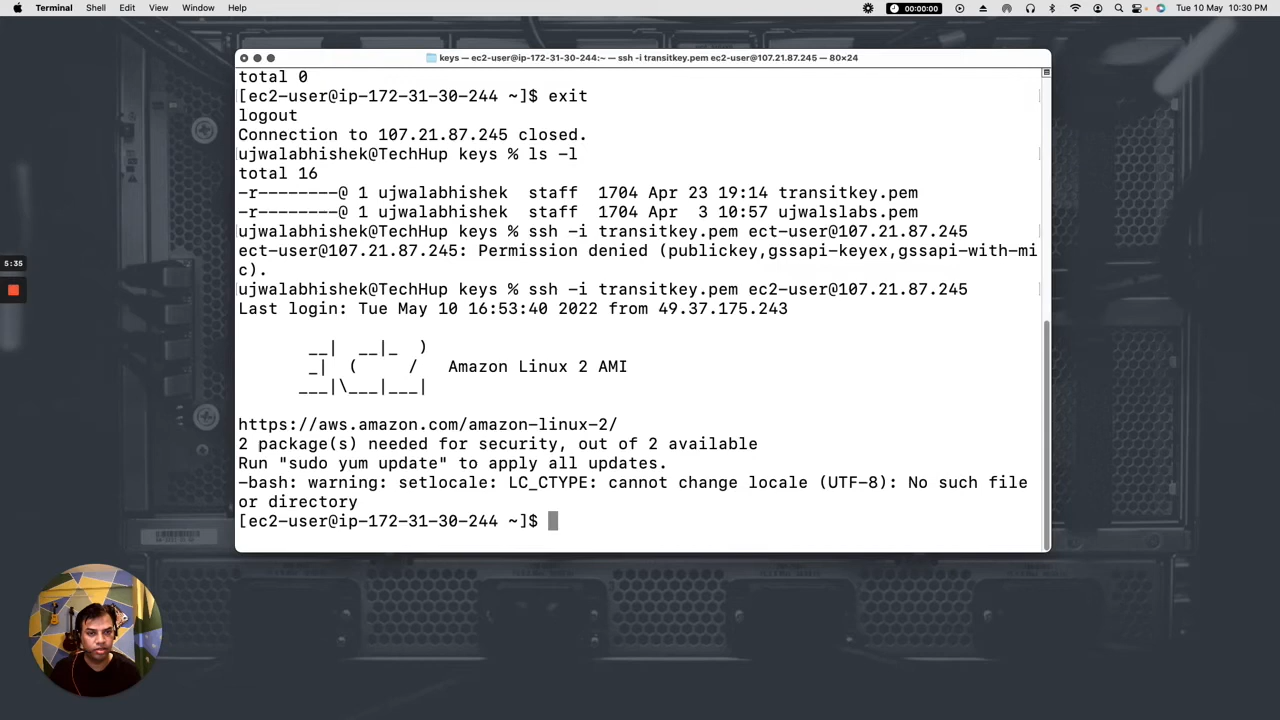 Terminal Shell Edit View Window Help 00:00:00 Tue 10 May 10:30 PM
keys — ec2-user@ip-172-31-30-244:~ — ssh -i transitkey.pem ec2-user@107.21.87.245 — 80×24
total 0
[ec2-user@ip-172-31-30-244 ~]$ exit
logout
Connection to 107.21.87.245 closed.
ujwalabhishek@TechHup keys % ls -l
total 16
-r--------@ 1 ujwalabhishek  staff  1704 Apr 23 19:14 transitkey.pem
-r--------@ 1 ujwalabhishek  staff  1704 Apr  3 10:57 ujwalslabs.pem
ujwalabhishek@TechHup keys % ssh -i transitkey.pem ect-user@107.21.87.245
ect-user@107.21.87.245: Permission denied (publickey,gssapi-keyex,gssapi-with-mi
c).
ujwalabhishek@TechHup keys % ssh -i transitkey.pem ec2-user@107.21.87.245
Last login: Tue May 10 16:53:40 2022 from 49.37.175.243
__|  __|_  )
_|  (     /   Amazon Linux 2 AMI
___|\___|___|
https://aws.amazon.com/amazon-linux-2/
2 package(s) needed for security, out of 2 available
Run "sudo yum update" to apply all updates.
-bash: warning: setlocale: LC_CTYPE: cannot change locale (UTF-8): No such file
or directory
[ec2-user@ip-172-31-30-244 ~]$
5:35